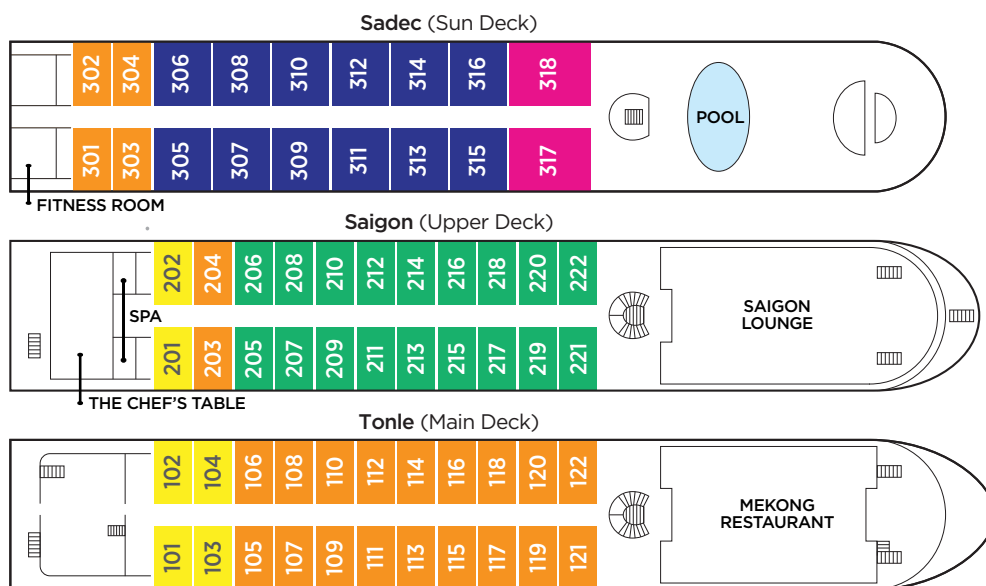 Sadec (Sun Deck)
302 304 306 308 310 312 314 316 318
POOL
301 303 305 307 309 311 313 315 317
FITNESS ROOM
Saigon (Upper Deck)
202 204 206 208 210 212 214 216 218 220 222
SPA
SAIGON
LOUNGE
201 203 205 207 209 211 213 215 217 219 221
THE CHEF'S TABLE
Tonle (Main Deck)
102 104 106 108 110 112 114 116 118 120 122
MEKONG
RESTAURANT
101 103 105 107 109 111 113 115 117 119 121